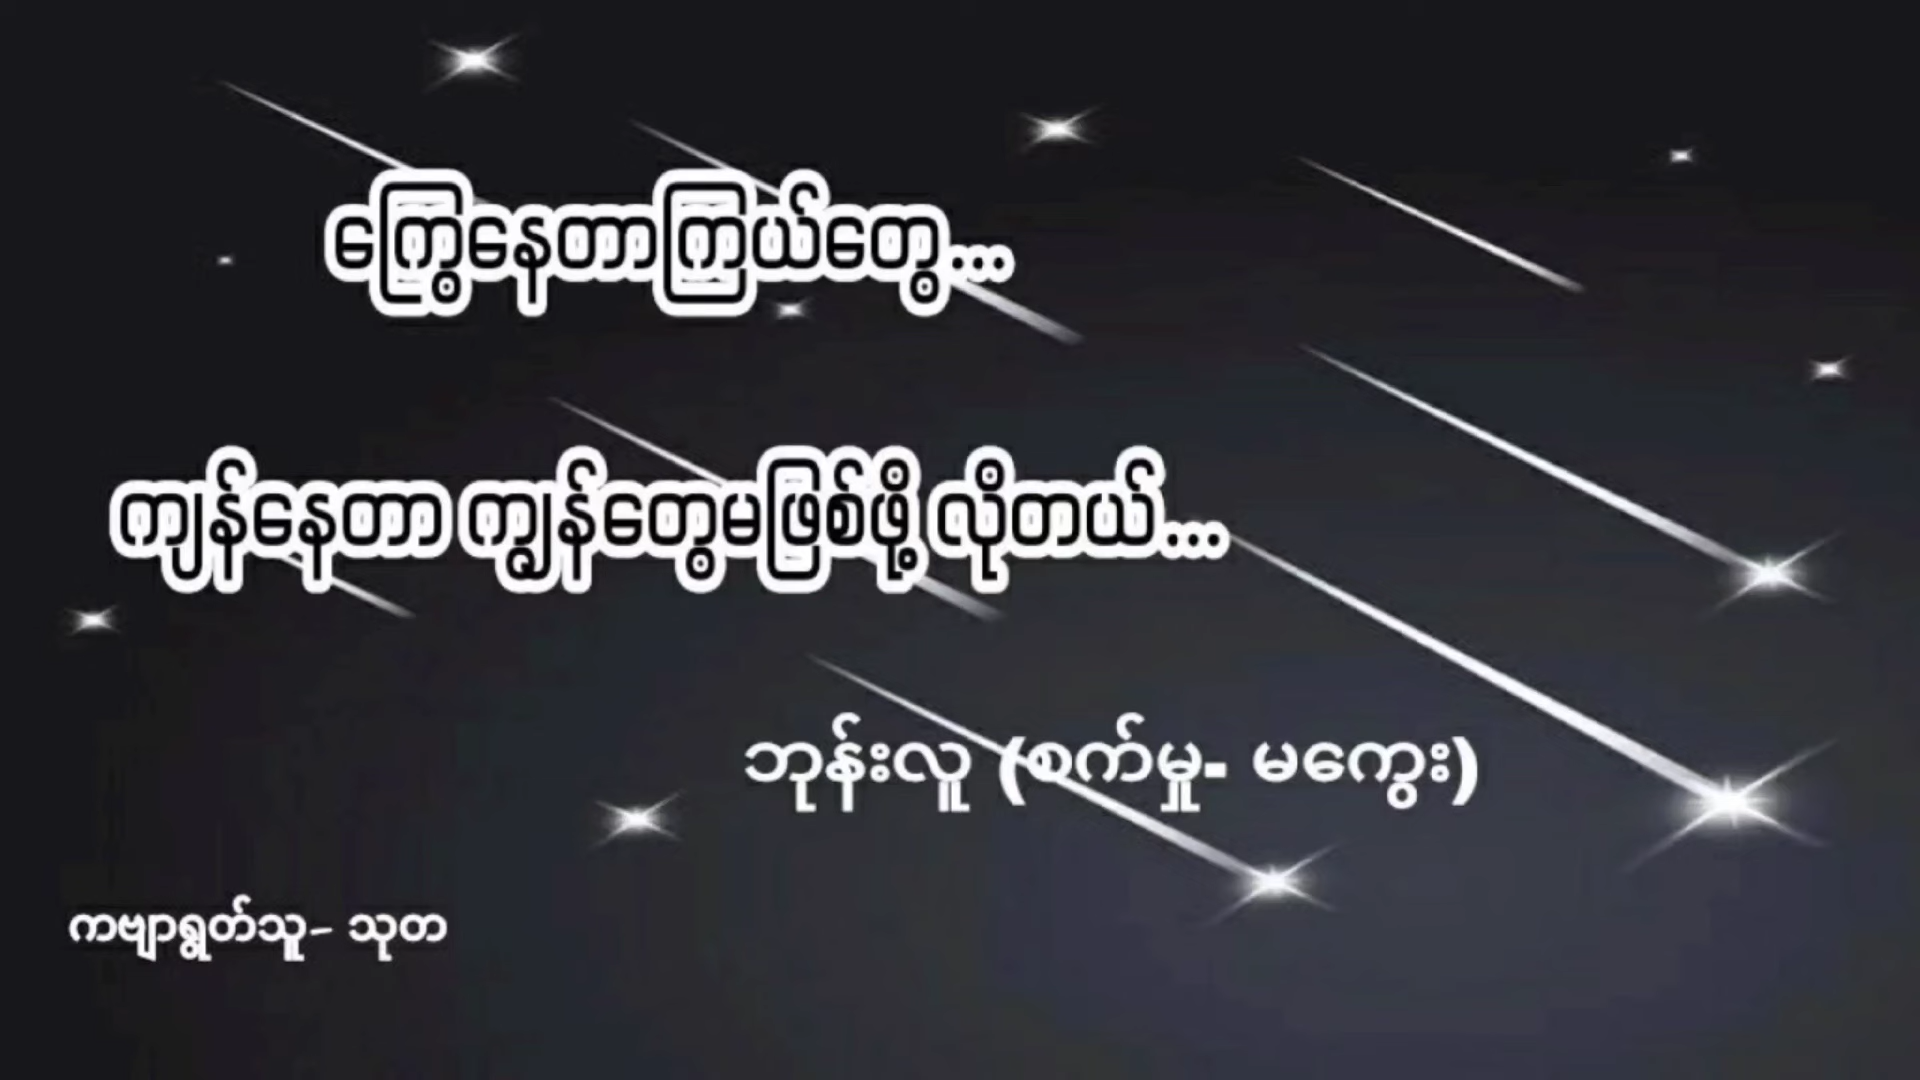 ကြွေနေတာကြယ်တွေ...
ကျန်နေတာ ကျွန်တွေမဖြစ်ဖို့ လိုတယ်...
ဘုန်းလူ (စက်မှု- မကွေး)
ကဗျာရွတ်သူ- သုတ